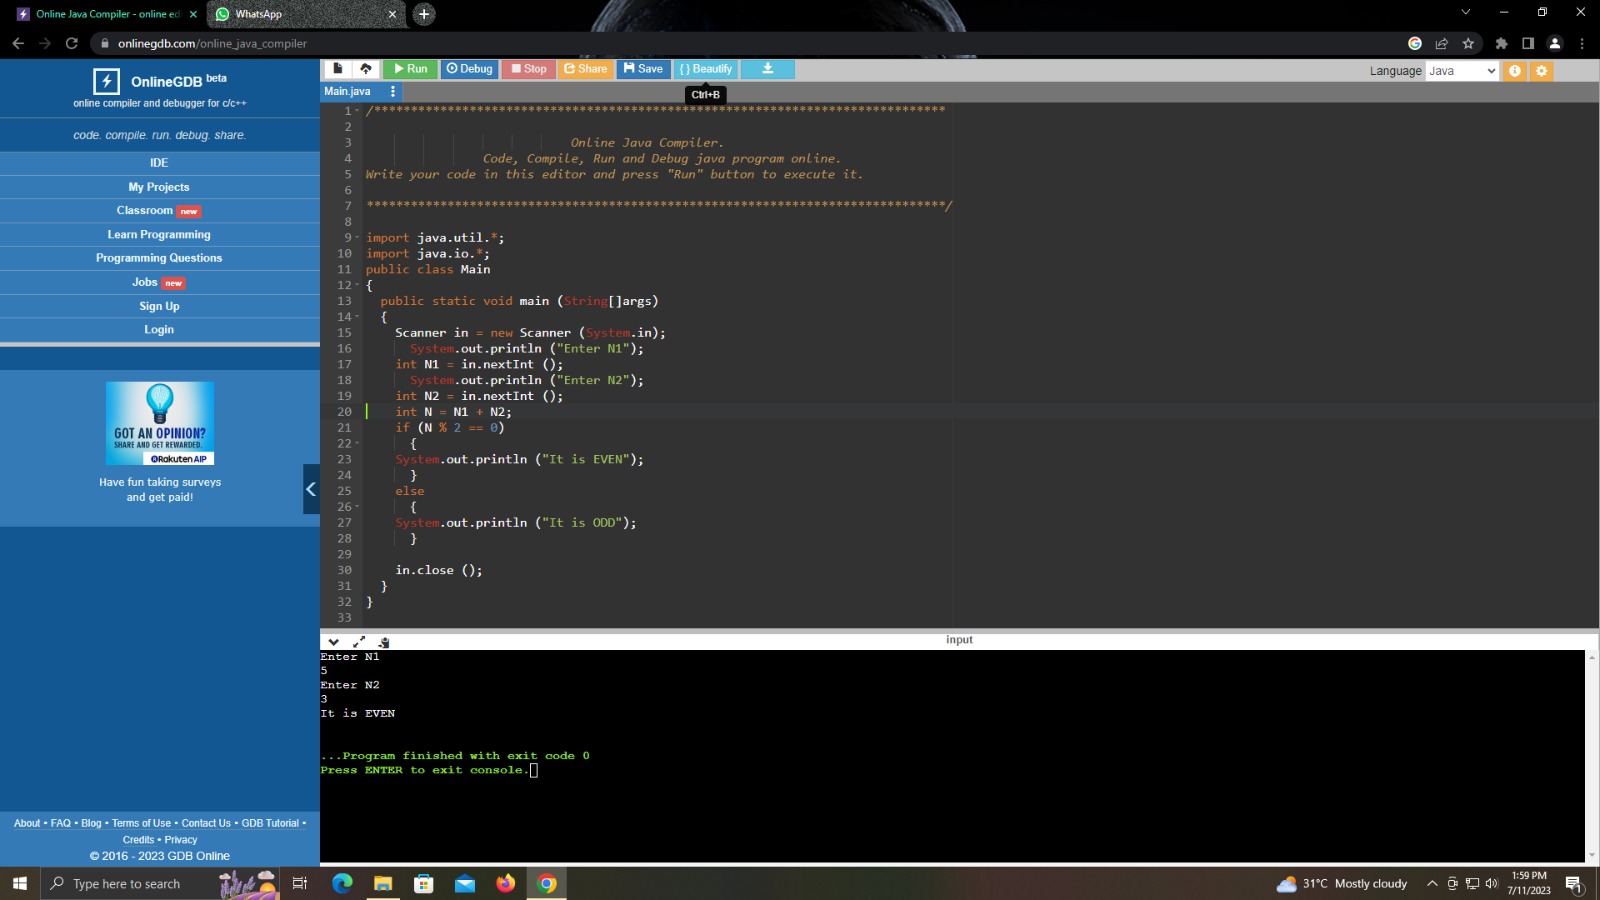 Online Java Compiler - online ed
WhatsApp
onlinegdb.com/online_java_compiler
OnlineGDB beta
online compiler and debugger for c/c++
code. compile. run. debug. share.
IDE
My Projects
Classroom new
Learn Programming
Programming Questions
Jobs new
Sign Up
Login
GOT AN OPINION?
SHARE AND GET REWARDED.
Rakuten AIP
Have fun taking surveys
and get paid!
About • FAQ • Blog • Terms of Use • Contact Us • GDB Tutorial •
Credits • Privacy
© 2016 - 2023 GDB Online
Run Debug Stop Share Save { } Beautify
Language Java
Main.java
Ctrl+B
1 /******************************************************************************
2
3 Online Java Compiler.
4 Code, Compile, Run and Debug java program online.
5 Write your code in this editor and press "Run" button to execute it.
6
7 *******************************************************************************/
8
9 import java.util.*;
10 import java.io.*;
11 public class Main
12 {
13 public static void main (String[]args)
14 {
15 Scanner in = new Scanner (System.in);
16 System.out.println ("Enter N1");
17 int N1 = in.nextInt ();
18 System.out.println ("Enter N2");
19 int N2 = in.nextInt ();
20 int N = N1 + N2;
21 if (N % 2 == 0)
22 {
23 System.out.println ("It is EVEN");
24 }
25 else
26 {
27 System.out.println ("It is ODD");
28 }
29
30 in.close ();
31 }
32 }
33
input
Enter N1
5
Enter N2
3
It is EVEN
...Program finished with exit code 0
Press ENTER to exit console.
Type here to search
31°C Mostly cloudy
1:59 PM
7/11/2023
1